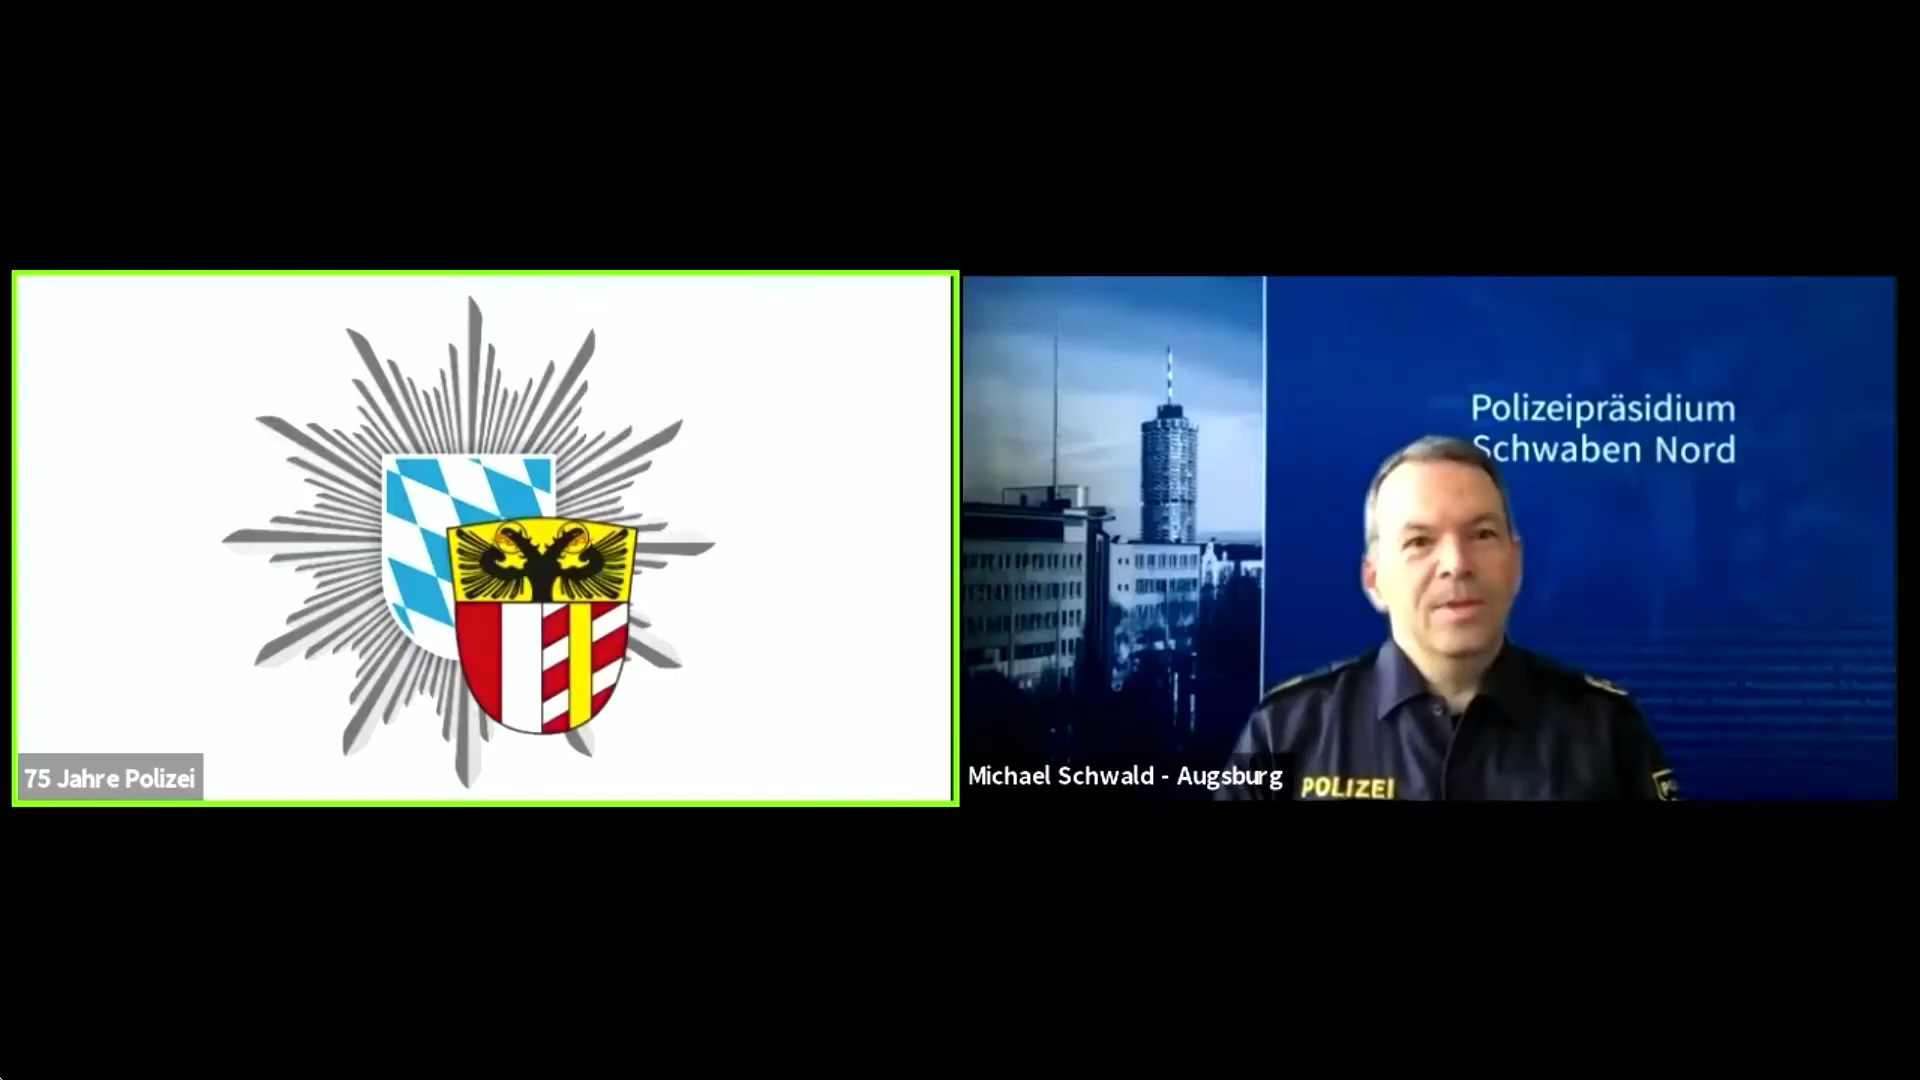 75 Jahre Polizei
Polizeipräsidium
Schwaben Nord
Michael Schwald - Augsburg
POLIZEI